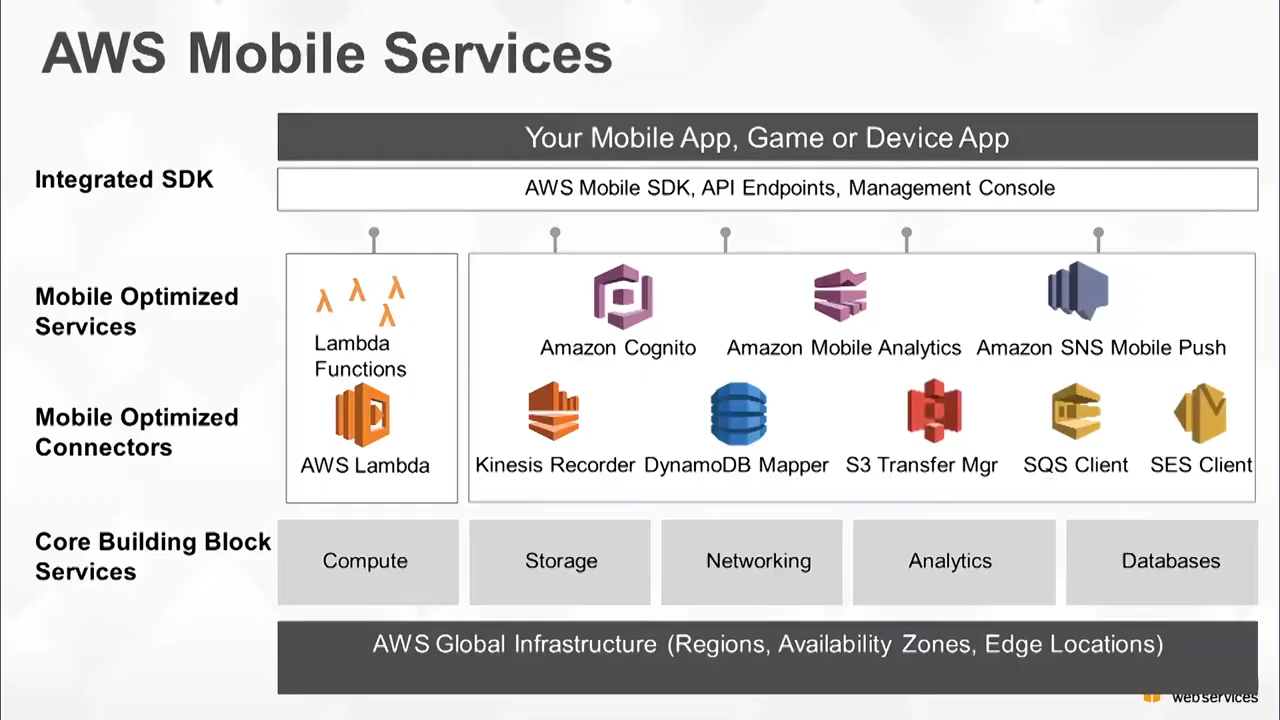 AWS Mobile Services
Your Mobile App, Game or Device App
Integrated SDK
AWS Mobile SDK, API Endpoints, Management Console
Mobile Optimized
Services
Lambda
Functions
Amazon Cognito
Amazon Mobile Analytics
Amazon SNS Mobile Push
Mobile Optimized
Connectors
AWS Lambda
Kinesis Recorder
DynamoDB Mapper
S3 Transfer Mgr
SQS Client
SES Client
Core Building Block
Services
Compute
Storage
Networking
Analytics
Databases
AWS Global Infrastructure (Regions, Availability Zones, Edge Locations)
webservices